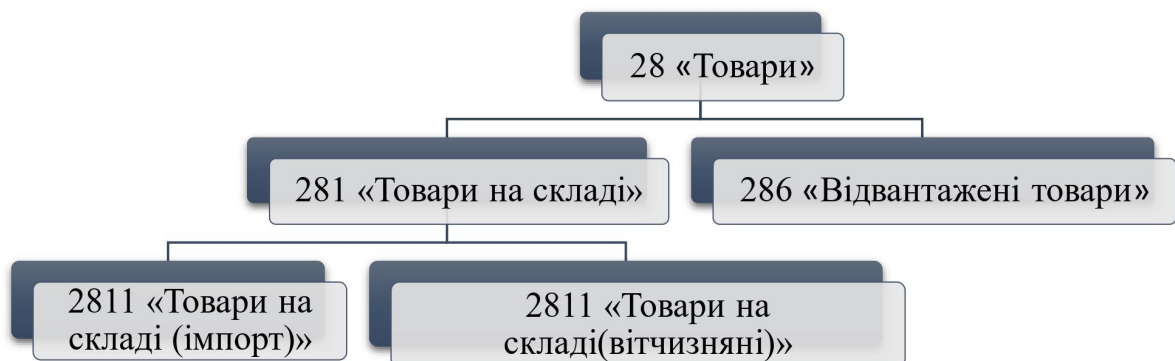 28 «Товари»
281 «Товари на складі»
286 «Відвантажені товари»
2811 «Товари на
складі (імпорт)»
2811 «Товари на
складі(вітчизняні)»